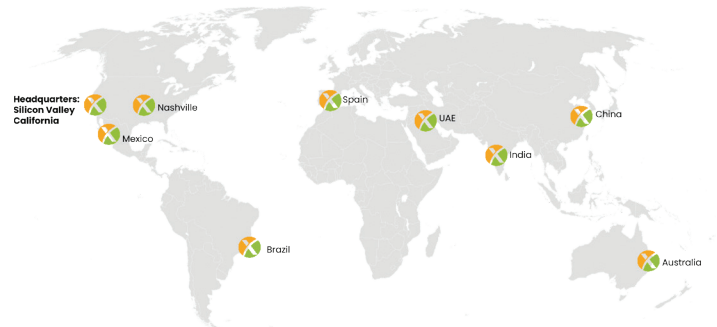 Headquarters:
Silicon Valley
California
Nashville
Mexico
Spain
UAE
China
India
Brazil
Australia